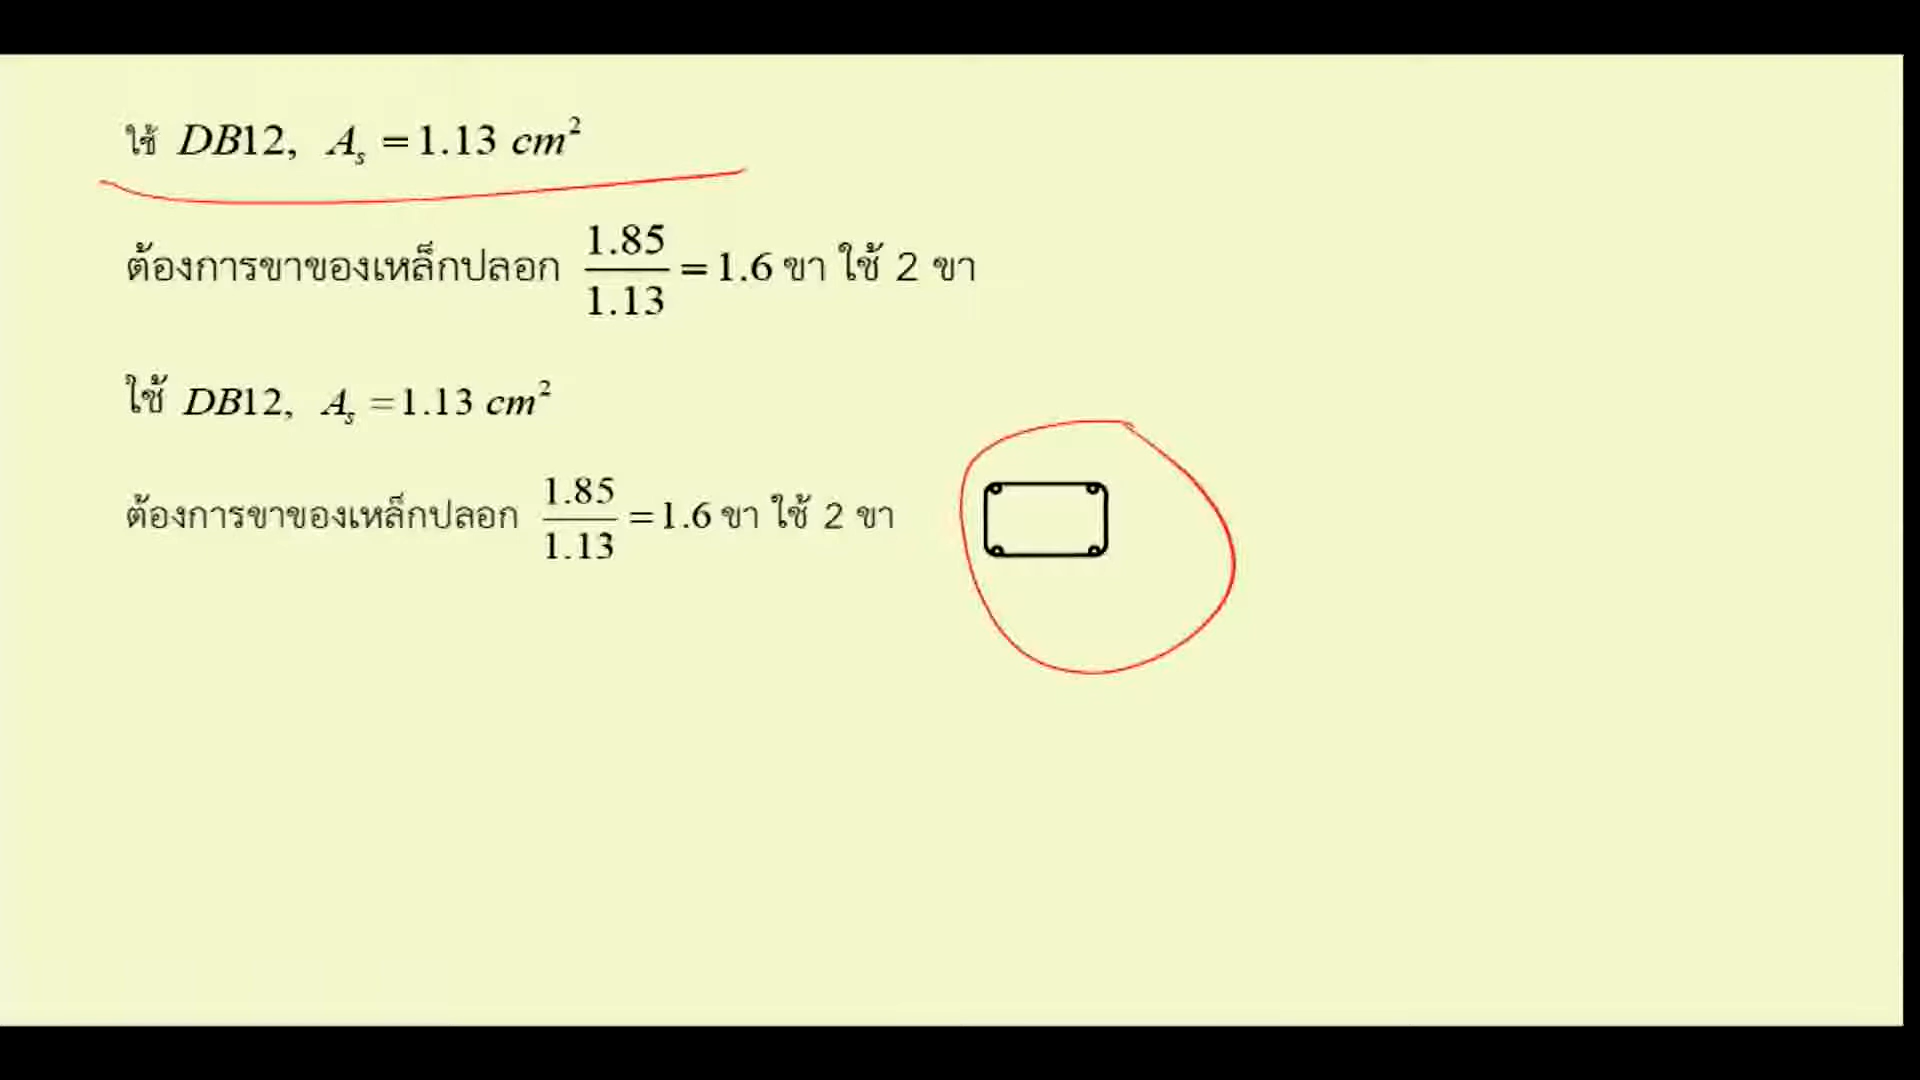 ใช้ DB12, A_s = 1.13 cm²
ต้องการขาของเหล็กปลอก 1.85/1.13 = 1.6 ขา ใช้ 2 ขา
ใช้ DB12, A_s = 1.13 cm²
ต้องการขาของเหล็กปลอก 1.85/1.13 = 1.6 ขา ใช้ 2 ขา